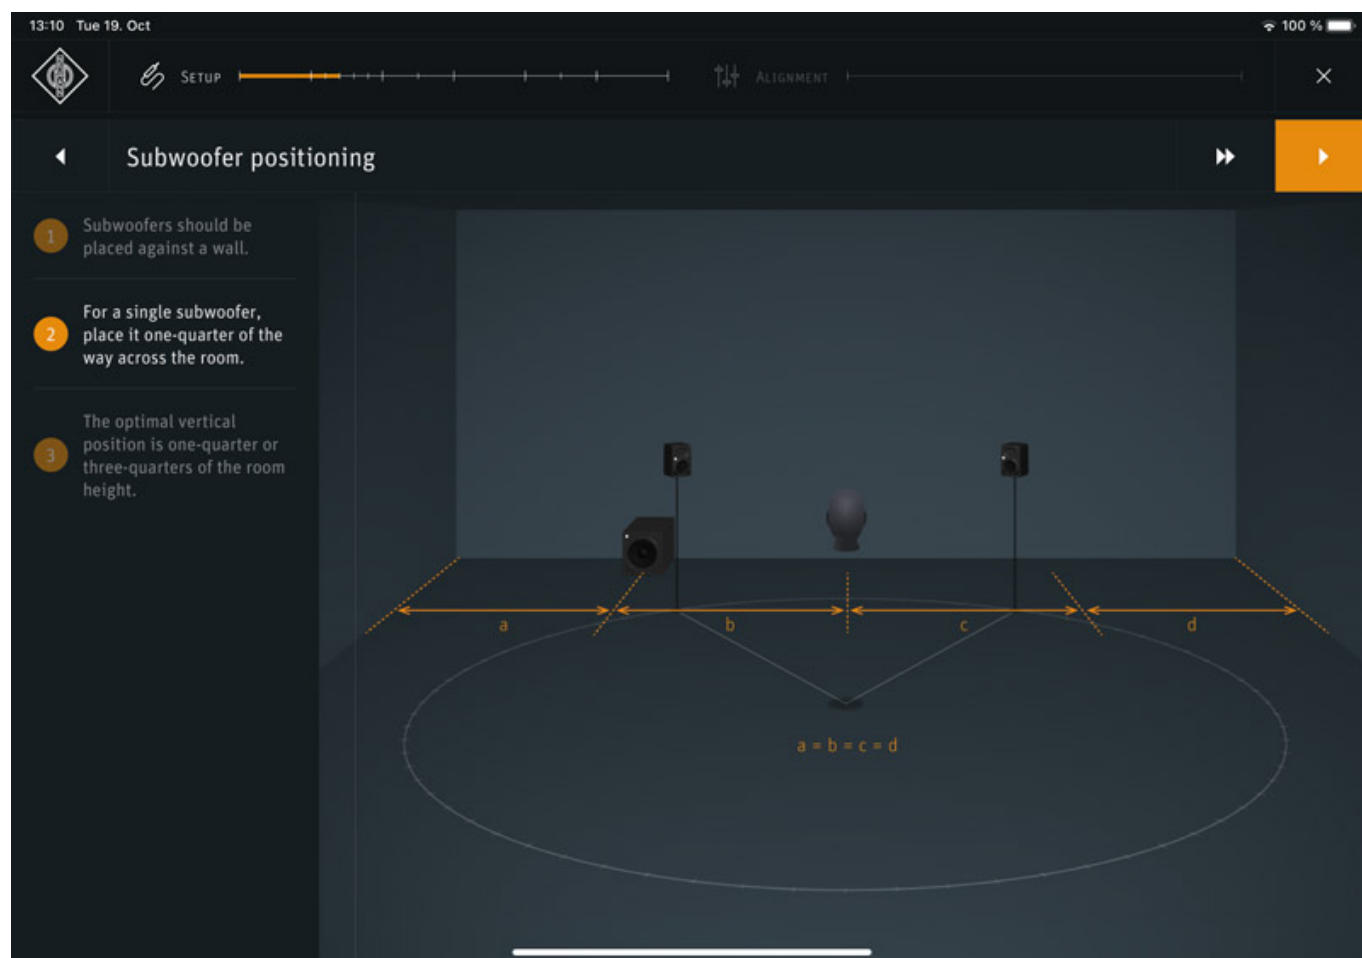 13:10 Tue 19. Oct
100 %
SETUP
ALIGNMENT
Subwoofer positioning
1
Subwoofers should be
placed against a wall.
2
For a single subwoofer,
place it one-quarter of the
way across the room.
3
The optimal vertical
position is one-quarter or
three-quarters of the room
height.
a
b
c
d
a = b = c = d